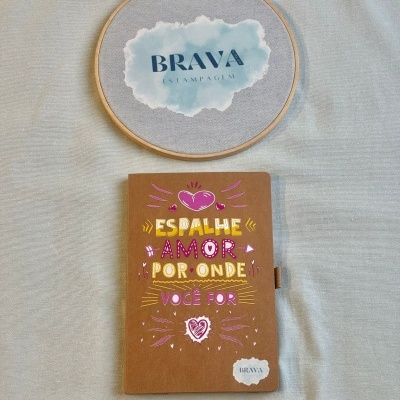 BRAVA
ESTAMPAGEM
ESPALHE
AMOR
POR ONDE
VOCÊ FOR
BRAVA